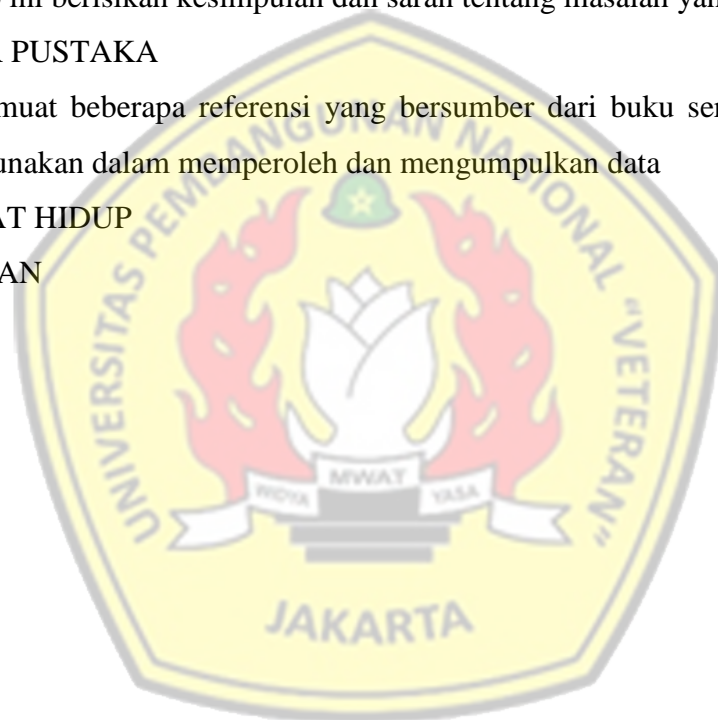 ini berisikan kesimpulan dan saran tentang masalah yan
PUSTAKA
muat beberapa referensi yang bersumber dari buku ser
unakan dalam memperoleh dan mengumpulkan data
AT HIDUP
AN
UNIVERSITAS PEMBANGUNAN NASIONAL "VETERAN"
WIDYA MWAT YASA
JAKARTA